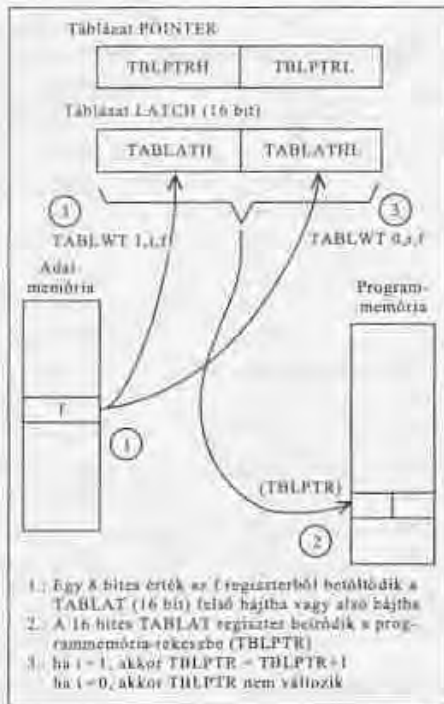 Táblázat POINTER
TBLPTRH TBLPTRL
Táblázat LATCH (16 bit)
TABLATH TABLATHL
3 3
TABLWT 1,i,f TABLWT 0,i,f
Adat-
memória
Program-
memória
f
1
(TBLPTR)
2
1.: Egy 8 bites érték az f regiszterből betöltődik a
TABLAT (16 bit) felső bájtba vagy alsó bájtba
2.: A 16 bites TABLAT regiszter beíródik a prog-
rammemória-rekeszbe (TBLPTR)
3.: ha i=1, akkor TBLPTR = TBLPTR+1
ha i=0, akkor TBLPTR nem változik